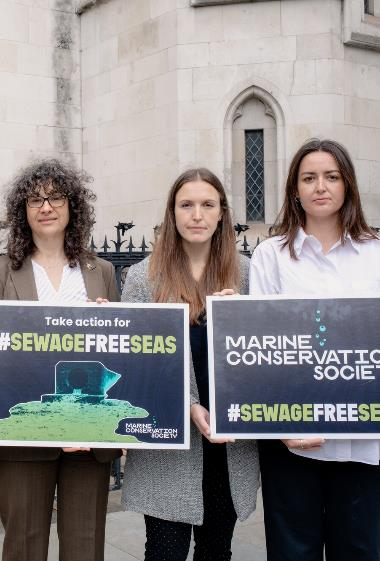 Take action for
#SEWAGEFREESEAS
MARINE
CONSERVATION
SOCIETY
MARINE
CONSERVATIO
SOCIET
#SEWAGEFREESE